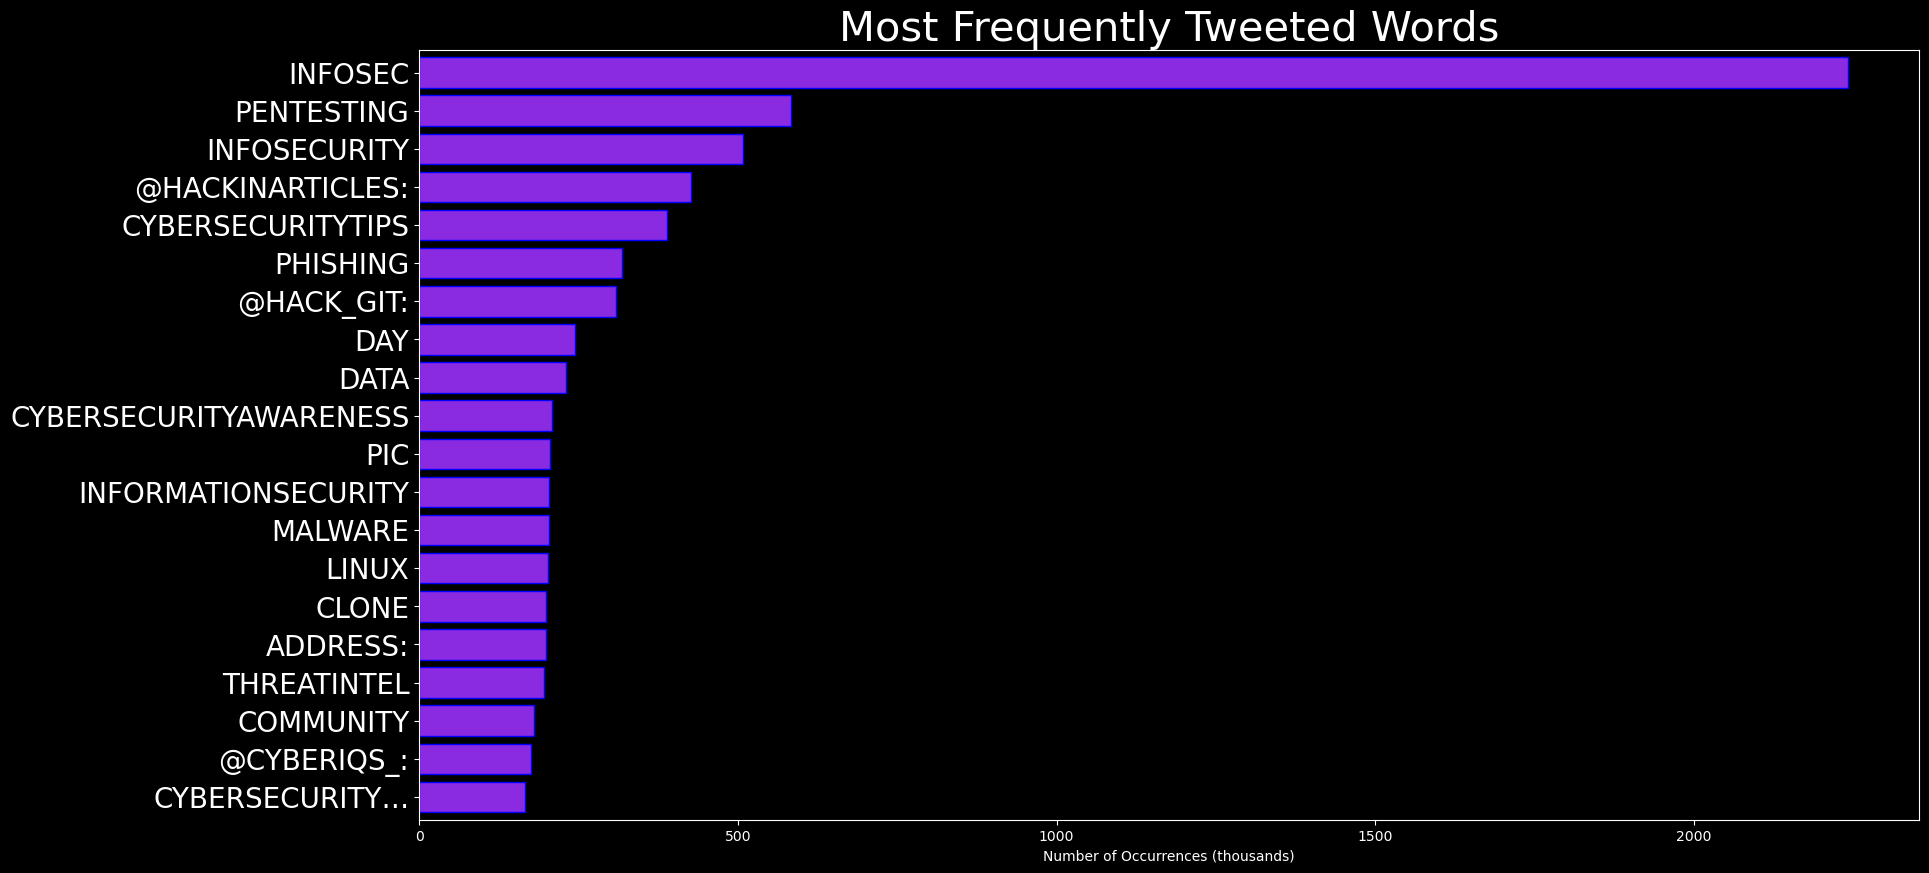 Most Frequently Tweeted Words
INFOSEC
PENTESTING
INFOSECURITY
@HACKINARTICLES:
CYBERSECURITYTIPS
PHISHING
@HACK_GIT:
DAY
DATA
CYBERSECURITYAWARENESS
PIC
INFORMATIONSECURITY
MALWARE
LINUX
CLONE
ADDRESS:
THREATINTEL
COMMUNITY
@CYBERIQS_:
CYBERSECURITY…
0 500 1000 1500 2000
Number of Occurrences (thousands)